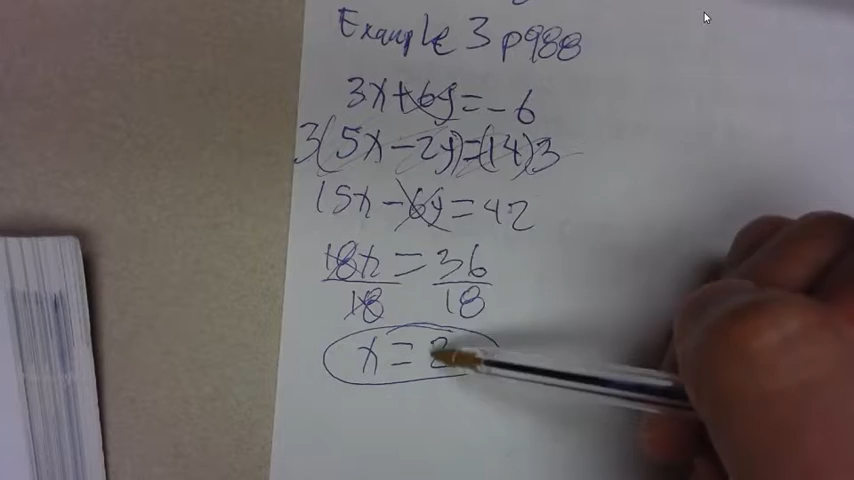 Example 3 p988
3x+6y=-6
3(5x-2y)=(14)3
15x-6y=42
18x=36
18 18
x=2